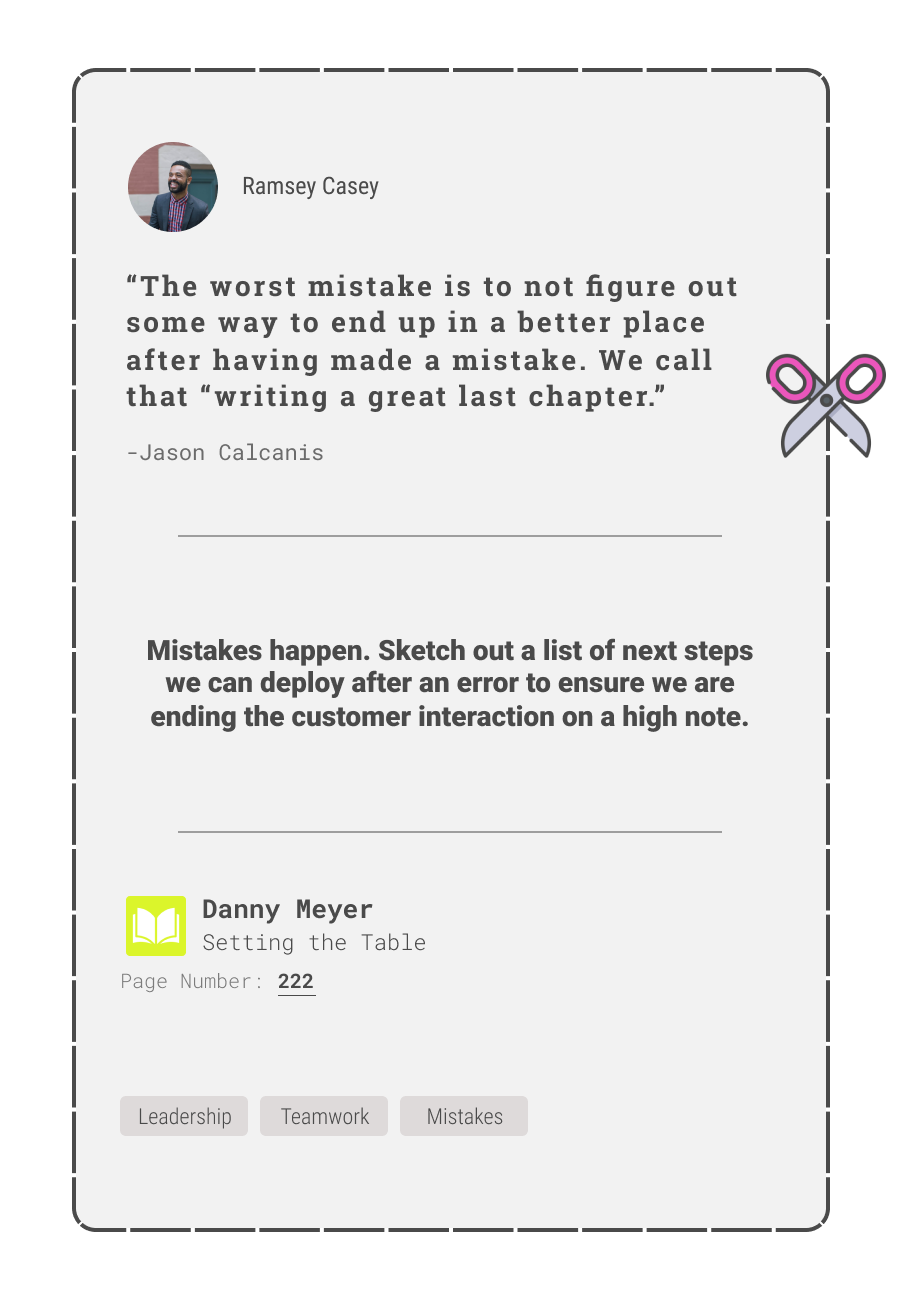 Ramsey Casey
“The worst mistake is to not figure out
some way to end up in a better place
after having made a mistake. We call
that “writing a great last chapter.”
-Jason Calcanis
Mistakes happen. Sketch out a list of next steps
we can deploy after an error to ensure we are
ending the customer interaction on a high note.
Danny Meyer
Setting the Table
Page Number: 222
Leadership Teamwork Mistakes